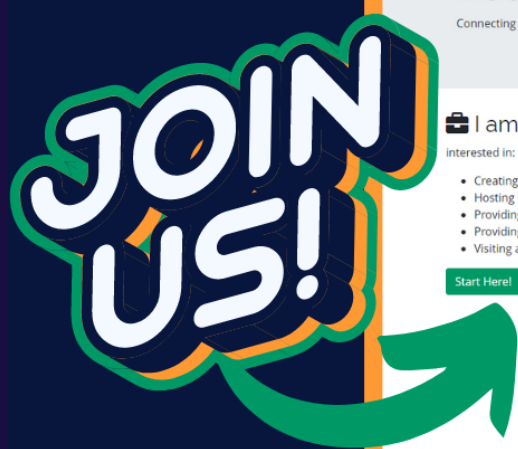 JOIN
US!
Connecting
I am
interested in:
Creating
Hosting
Providing
Providing
Visiting
Start Here!